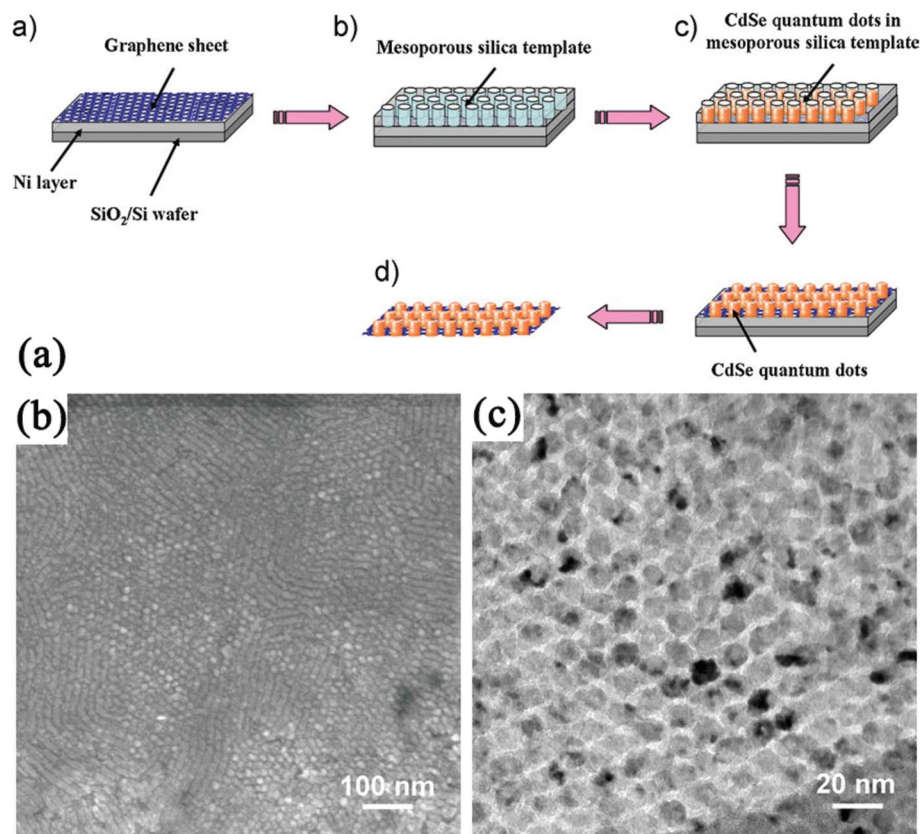 a)
Graphene sheet
Ni layer
SiO₂/Si wafer
b)
Mesoporous silica template
c)
CdSe quantum dots in
mesoporous silica template
d)
CdSe quantum dots
(a)
(b)
100 nm
(c)
20 nm